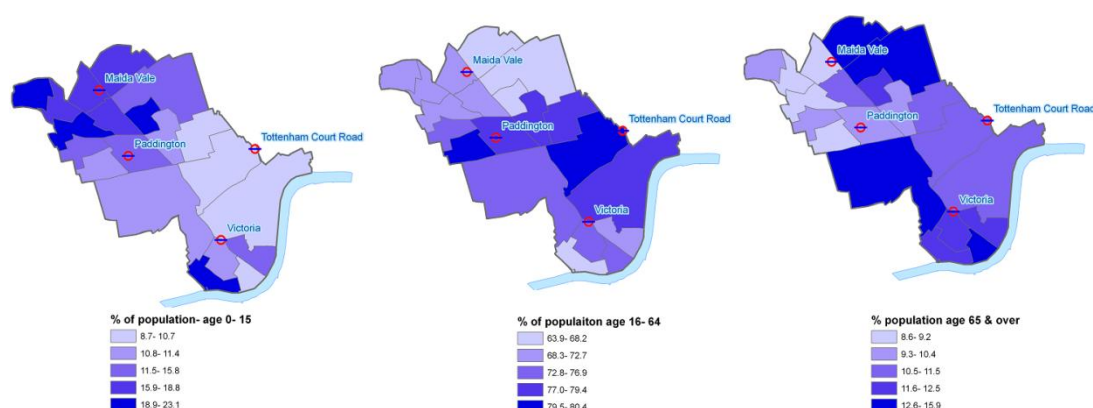 Maida Vale
Paddington
Tottenham Court Road
Victoria
% of population- age 0- 15
8.7- 10.7
10.8- 11.4
11.5- 15.8
15.9- 18.8
18.9- 23.1
Maida Vale
Paddington
Tottenham Court Road
Victoria
% of populaiton age 16- 64
63.9- 68.2
68.3- 72.7
72.8- 76.9
77.0- 79.4
79.5- 80.4
Maida Vale
Paddington
Tottenham Court Road
Victoria
% population age 65 & over
8.6- 9.2
9.3- 10.4
10.5- 11.5
11.6- 12.5
12.6- 15.9